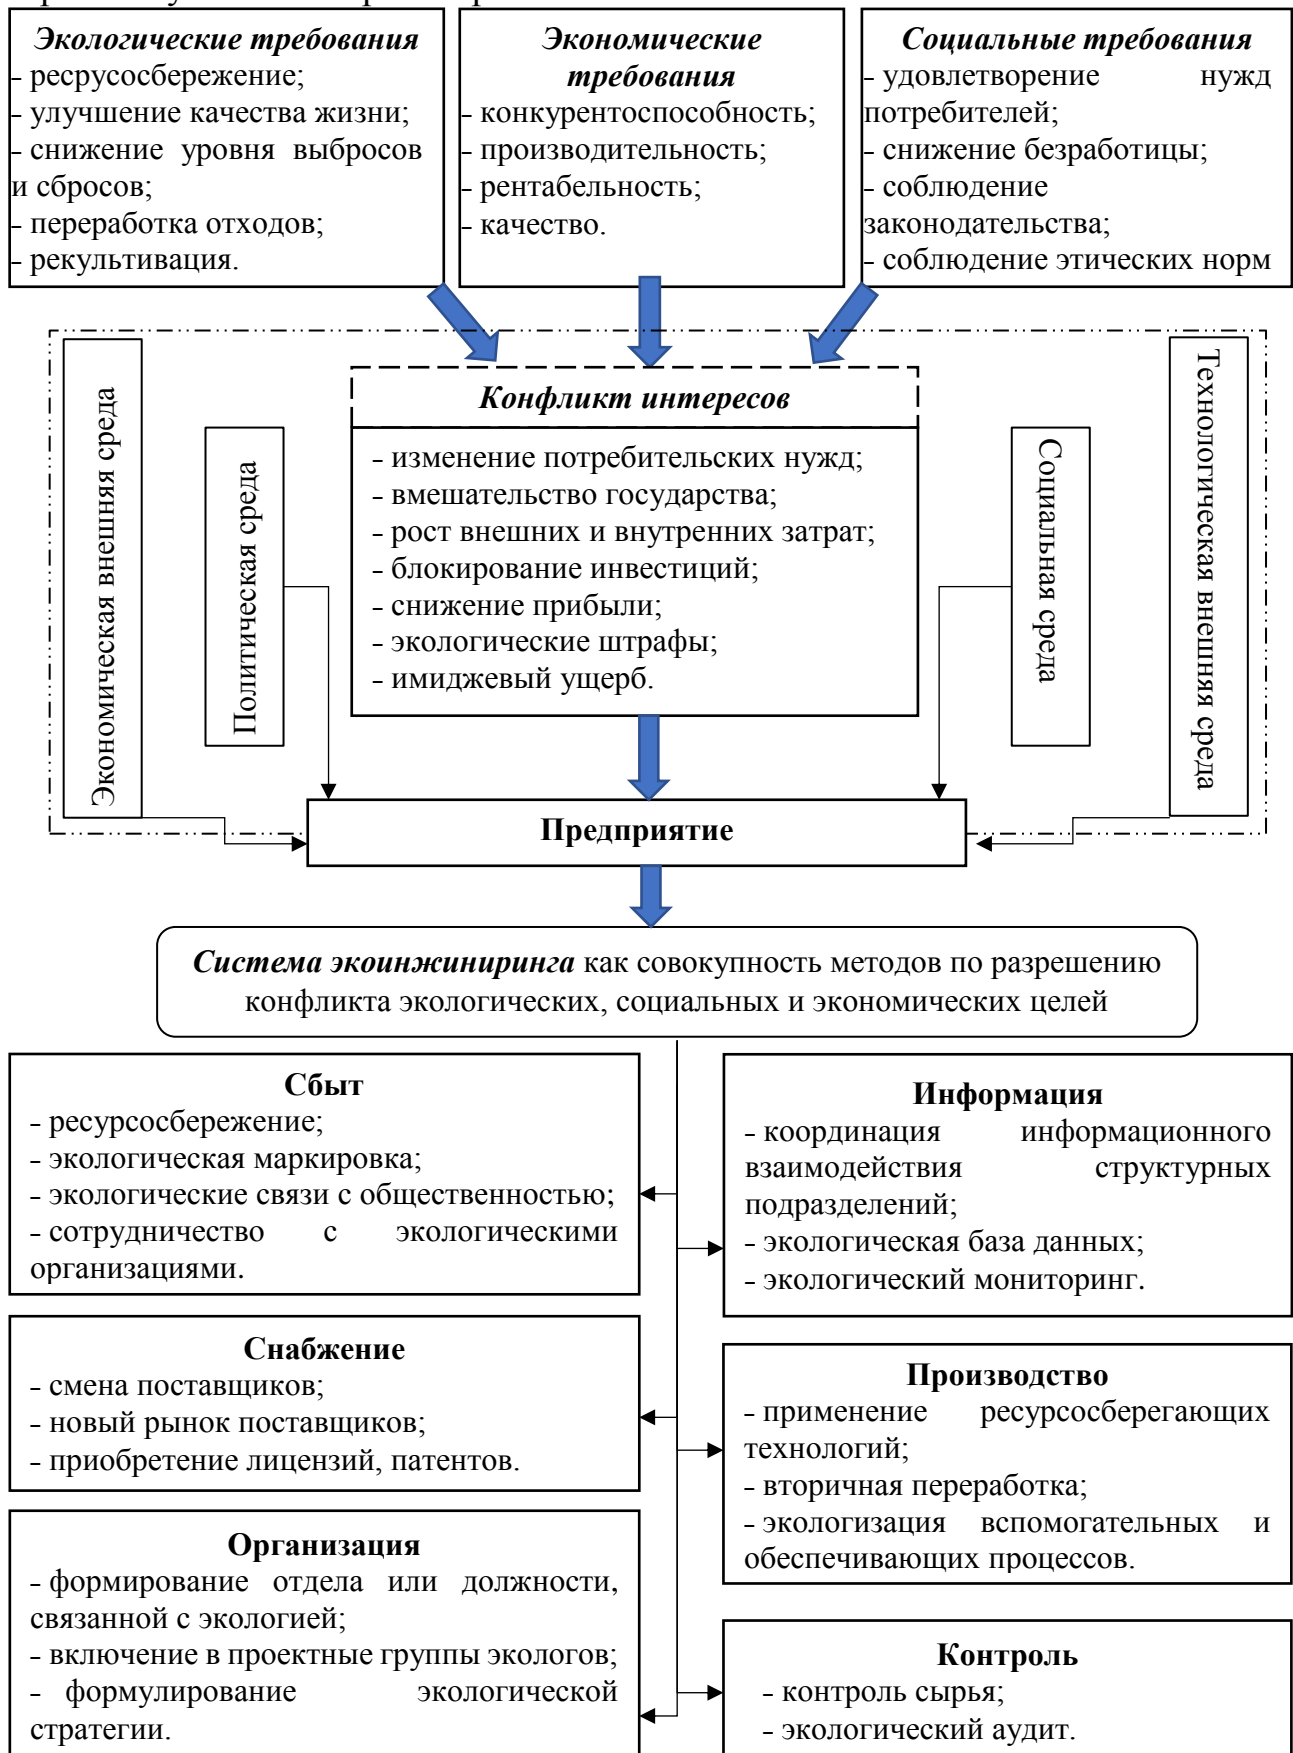 Экологические требования
- ресрусосбережение;
- улучшение качества жизни;
- снижение уровня выбросов
и сбросов;
- переработка отходов;
- рекультивация.
Экономические
требования
- конкурентоспособность;
- производительность;
- рентабельность;
- качество.
Социальные требования
- удовлетворение нужд
потребителей;
- снижение безработицы;
- соблюдение
законодательства;
- соблюдение этических норм
Экономическая внешняя среда
Политическая среда
Конфликт интересов
- изменение потребительских нужд;
- вмешательство государства;
- рост внешних и внутренних затрат;
- блокирование инвестиций;
- снижение прибыли;
- экологические штрафы;
- имиджевый ущерб.
Социальная среда
Технологическая внешняя среда
Предприятие
Система экоинжиниринга как совокупность методов по разрешению
конфликта экологических, социальных и экономических целей
Сбыт
- ресурсосбережение;
- экологическая маркировка;
- экологические связи с общественностью;
- сотрудничество с экологическими
организациями.
Информация
- координация информационного
взаимодействия структурных
подразделений;
- экологическая база данных;
- экологический мониторинг.
Снабжение
- смена поставщиков;
- новый рынок поставщиков;
- приобретение лицензий, патентов.
Производство
- применение ресурсосберегающих
технологий;
- вторичная переработка;
- экологизация вспомогательных и
обеспечивающих процессов.
Организация
- формирование отдела или должности,
связанной с экологией;
- включение в проектные группы экологов;
- формулирование экологической
стратегии.
Контроль
- контроль сырья;
- экологический аудит.